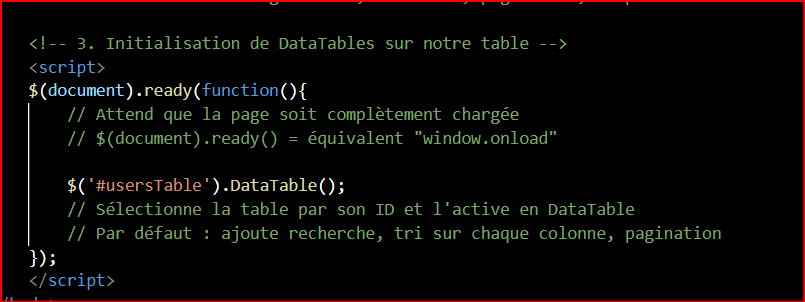 <!-- 3. Initialisation de DataTables sur notre table -->
<script>
$(document).ready(function(){
// Attend que la page soit complètement chargée
// $(document).ready() = équivalent "window.onload"
$('#usersTable').DataTable();
// Sélectionne la table par son ID et l'active en DataTable
// Par défaut : ajoute recherche, tri sur chaque colonne, pagination
});
</script>